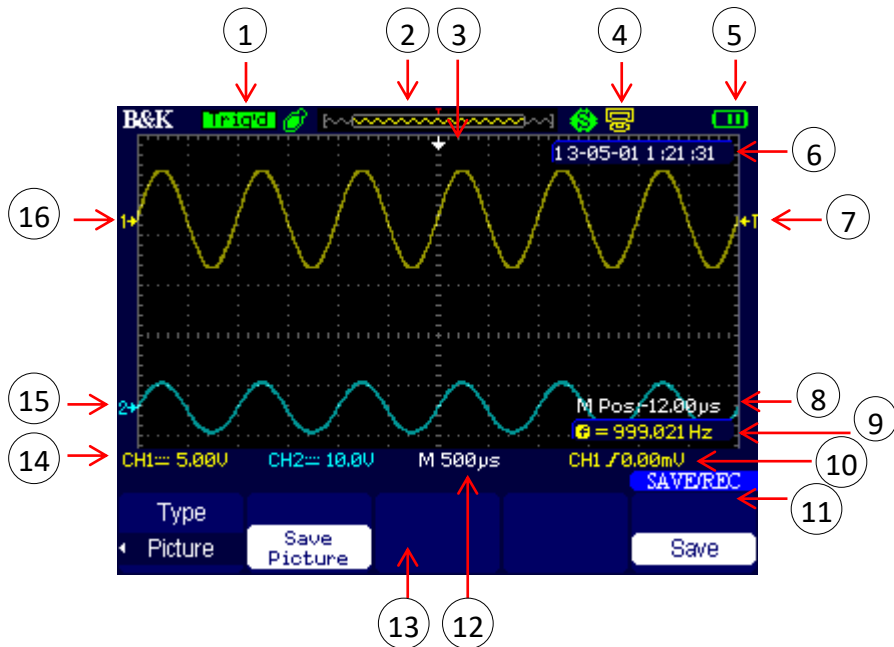 1 2 3 4 5
B&K Trig'd T S
13-05-01 1:21:31 6
16 1 T 7
15 2 M Pos:-12.00µs 8
f = 999.021Hz 9
14 CH1 5.00V CH2 10.0V M 500µs CH1 0.00mV 10
SAVE/REC 11
Type
Picture Save Picture Save
13 12